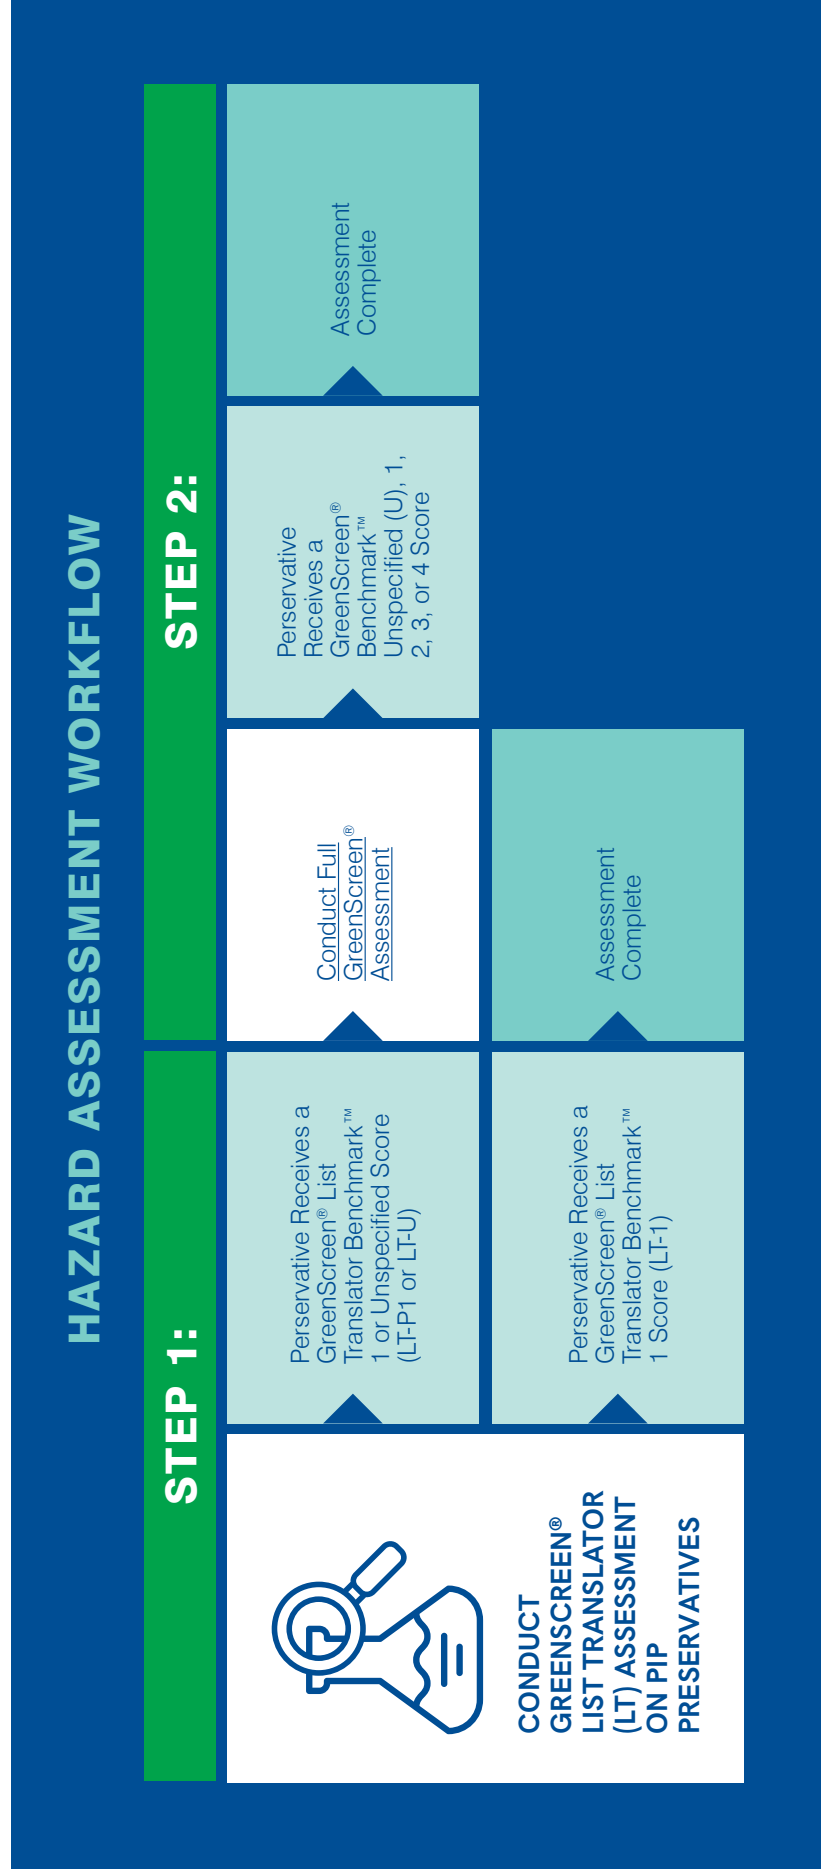 HAZARD ASSESSMENT WORKFLOW
STEP 1:
STEP 2:
CONDUCT
GREENSCREEN®
LIST TRANSLATOR
(LT) ASSESSMENT
ON PIP
PRESERVATIVES
Perservative Receives a
GreenScreen® List
Translator Benchmark™
1 or Unspecified Score
(LT-P1 or LT-U)
Conduct Full
GreenScreen®
Assessment
Perservative
Receives a
GreenScreen®
Benchmark™
Unspecified (U), 1,
2, 3, or 4 Score
Assessment
Complete
Perservative Receives a
GreenScreen® List
Translator Benchmark™
1 Score (LT-1)
Assessment
Complete